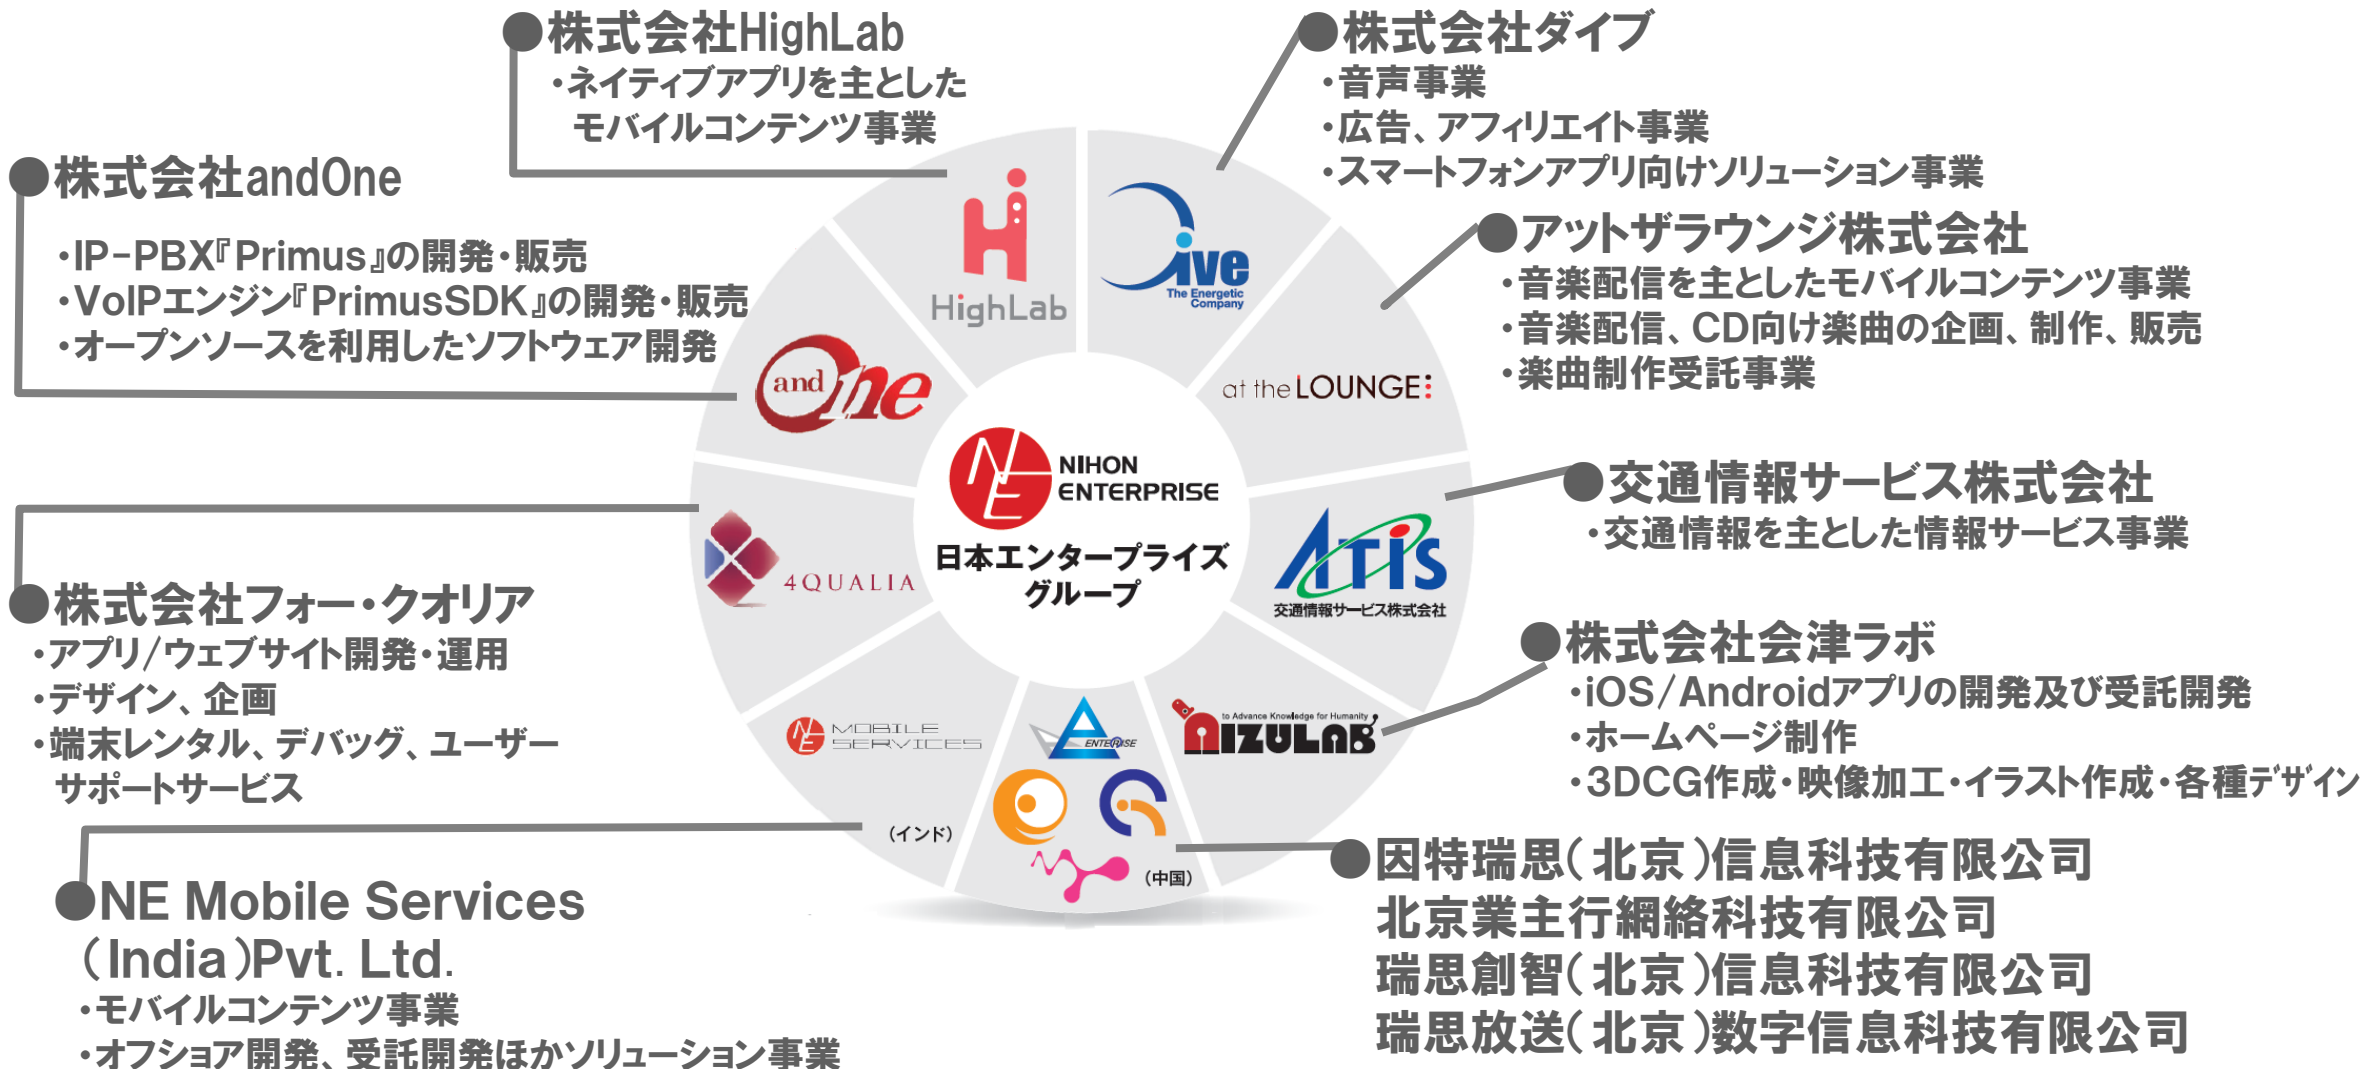 ●株式会社HighLab
・ネイティブアプリを主とした
モバイルコンテンツ事業
●株式会社ダイブ
・音声事業
・広告、アフィリエイト事業
・スマートフォンアプリ向けソリューション事業
●株式会社andOne
・IP-PBX『Primus』の開発・販売
・VoIPエンジン『PrimusSDK』の開発・販売
・オープンソースを利用したソフトウェア開発
●アットザラウンジ株式会社
・音楽配信を主としたモバイルコンテンツ事業
・音楽配信、CD向け楽曲の企画、制作、販売
・楽曲制作受託事業
●交通情報サービス株式会社
・交通情報を主とした情報サービス事業
●株式会社フォー・クオリア
・アプリ/ウェブサイト開発・運用
・デザイン、企画
・端末レンタル、デバッグ、ユーザー
サポートサービス
●株式会社会津ラボ
・iOS/Androidアプリの開発及び受託開発
・ホームページ制作
・3DCG作成・映像加工・イラスト作成・各種デザイン
●NE Mobile Services
(India)Pvt. Ltd.
・モバイルコンテンツ事業
・オフショア開発、受託開発ほかソリューション事業
●因特瑞思(北京)信息科技有限公司
北京業主行網絡科技有限公司
瑞思創智(北京)信息科技有限公司
瑞思放送(北京)数字信息科技有限公司
Hi
HighLab
Dive
The Energetic
Company
and One
at the LOUNGE
NE
NIHON
ENTERPRISE
日本エンタープライズ
グループ
4QUALIA
ATIS
交通情報サービス株式会社
NE MOBILE
SERVICES
(インド)
ENTERISE
(中国)
to Advance Knowledge for Humanity
AIZULAB